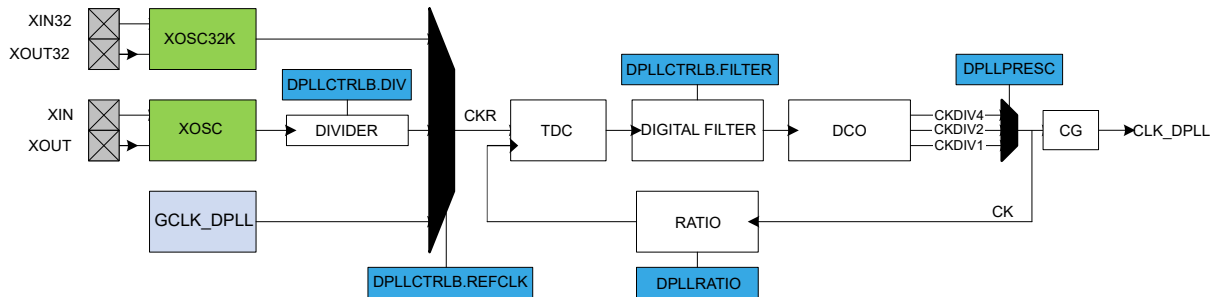 XIN32
XOUT32
XOSC32K
DPLLCTRLB.DIV
DPLLCTRLB.FILTER
DPLLPRESC
XIN
XOUT
XOSC
DIVIDER
CKR
TDC
DIGITAL FILTER
DCO
CKDIV4
CKDIV2
CKDIV1
CG
CLK_DPLL
GCLK_DPLL
RATIO
CK
DPLLCTRLB.REFCLK
DPLLRATIO